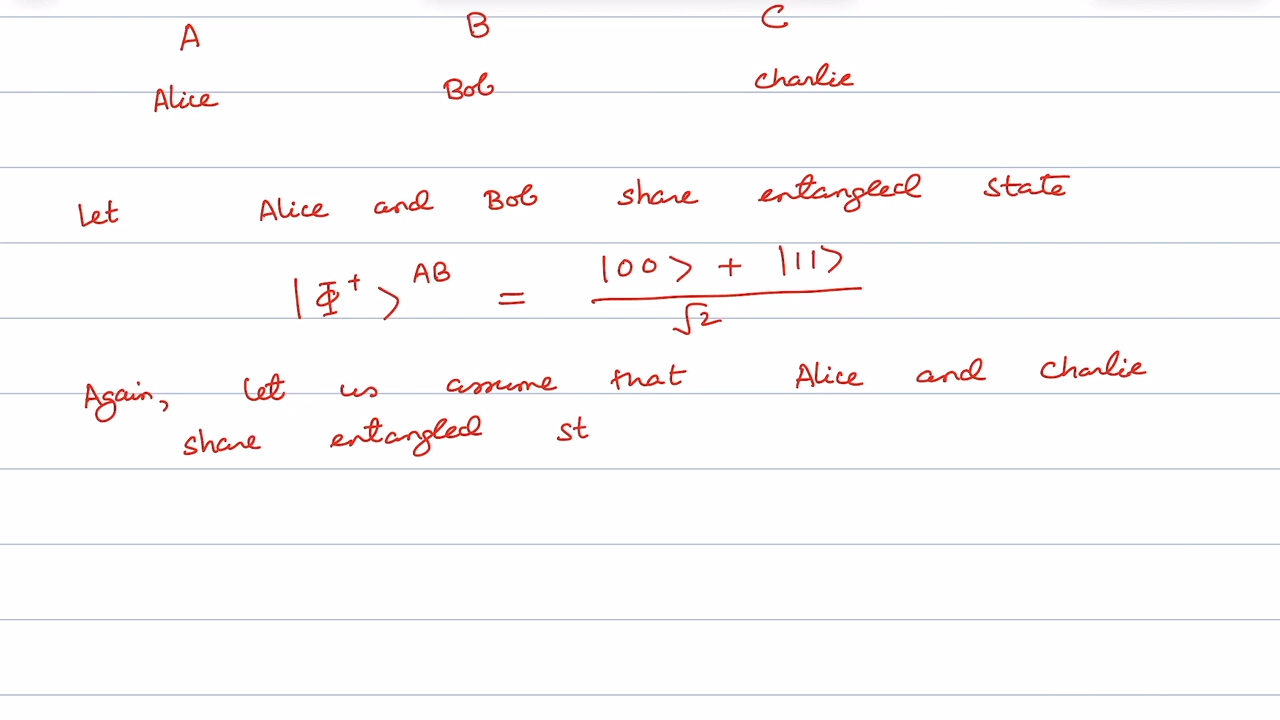 A B C
Alice Bob Charlie
Let Alice and Bob share entangled state
|Φ⁺⟩ᴬᴮ = |00⟩ + |11⟩ / √2
Again, let us assume that Alice and Charlie
share entangled st